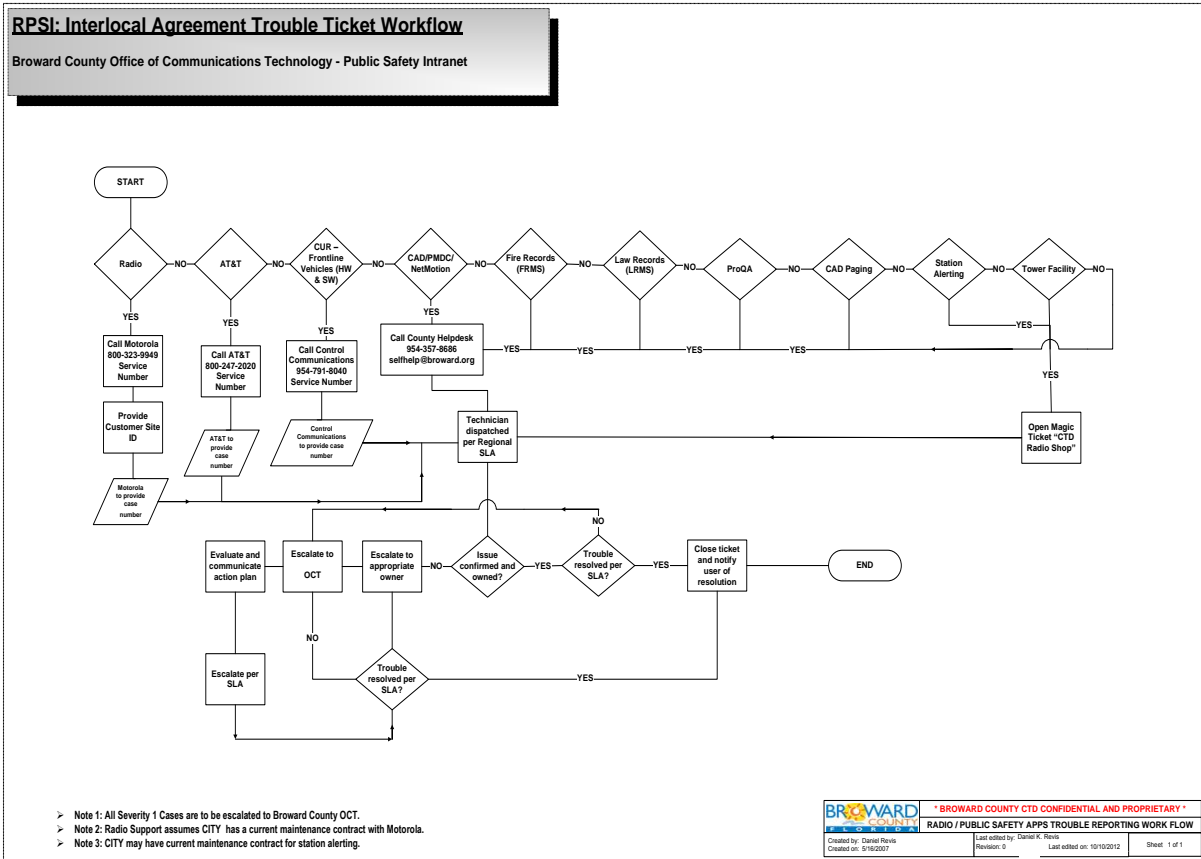 RPSI: Interlocal Agreement Trouble Ticket Workflow
Broward County Office of Communications Technology - Public Safety Intranet
START
Radio
NO
AT&T
NO
CUR –
Frontline
Vehicles (HW
& SW)
NO
CAD/PMDC/
NetMotion
NO
Fire Records
(FRMS)
NO
Law Records
(LRMS)
NO
ProQA
NO
CAD Paging
NO
Station
Alerting
NO
Tower Facility
NO
YES
YES
YES
YES
YES
YES
YES
YES
YES
YES
Call Motorola
800-323-9949
Service
Number
Call AT&T
800-247-2020
Service
Number
Call Control
Communications
954-791-8040
Service Number
Call County Helpdesk
954-357-8686
selfhelp@broward.org
Provide
Customer Site
ID
AT&T to
provide
case
number
Control
Communications
to provide case
number
Technician
dispatched
per Regional
SLA
Open Magic
Ticket “CTD
Radio Shop”
Motorola
to provide
case
number
NO
Evaluate and
communicate
action plan
Escalate to
OCT
Escalate to
appropriate
owner
NO
Issue
confirmed and
owned?
YES
Trouble
resolved per
SLA?
YES
Close ticket
and notify
user of
resolution
END
NO
Escalate per
SLA
Trouble
resolved per
SLA?
YES
➢ Note 1: All Severity 1 Cases are to be escalated to Broward County OCT.
➢ Note 2: Radio Support assumes CITY has a current maintenance contract with Motorola.
➢ Note 3: CITY may have current maintenance contract for station alerting.
BROWARD
COUNTY
FLORIDA
* BROWARD COUNTY CTD CONFIDENTIAL AND PROPRIETARY *
RADIO / PUBLIC SAFETY APPS TROUBLE REPORTING WORK FLOW
Created by: Daniel Revis
Created on: 5/16/2007
Last edited by: Daniel K. Revis
Revision: 0 Last edited on: 10/10/2012
Sheet 1 of 1